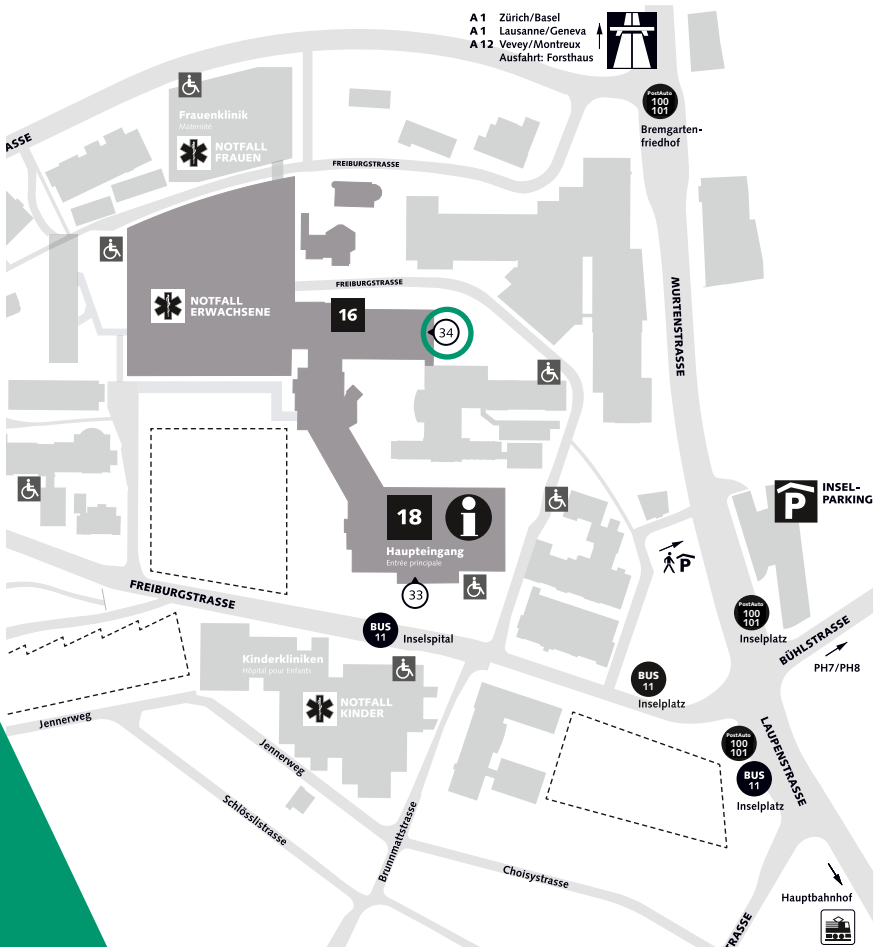 A 1 Zürich/Basel
A 1 Lausanne/Geneva
A 12 Vevey/Montreux
Ausfahrt: Forsthaus
PostAuto
100
101
Bremgarten-
friedhof
Frauenklinik
Maternité
NOTFALL
FRAUEN
ASSE
FREIBURGSTRASSE
NOTFALL
ERWACHSENE
FREIBURGSTRASSE
16
34
MURTENSTRASSE
P
INSEL-
PARKING
18
i
Haupteingang
Entrée principale
33
P
FREIBURGSTRASSE
BUS
11
Inselspital
PostAuto
100
101
Inselplatz
BÜHLSTRASSE
PH7/PH8
Kinderkliniken
Hôpital pour Enfants
NOTFALL
KINDER
BUS
11
Inselplatz
Jennerweg
Jennerweg
LAUPENSTRASSE
PostAuto
100
101
BUS
11
Inselplatz
Schlösslistrasse
Brunnmattstrasse
Choisystrasse
Hauptbahnhof
TRASSE